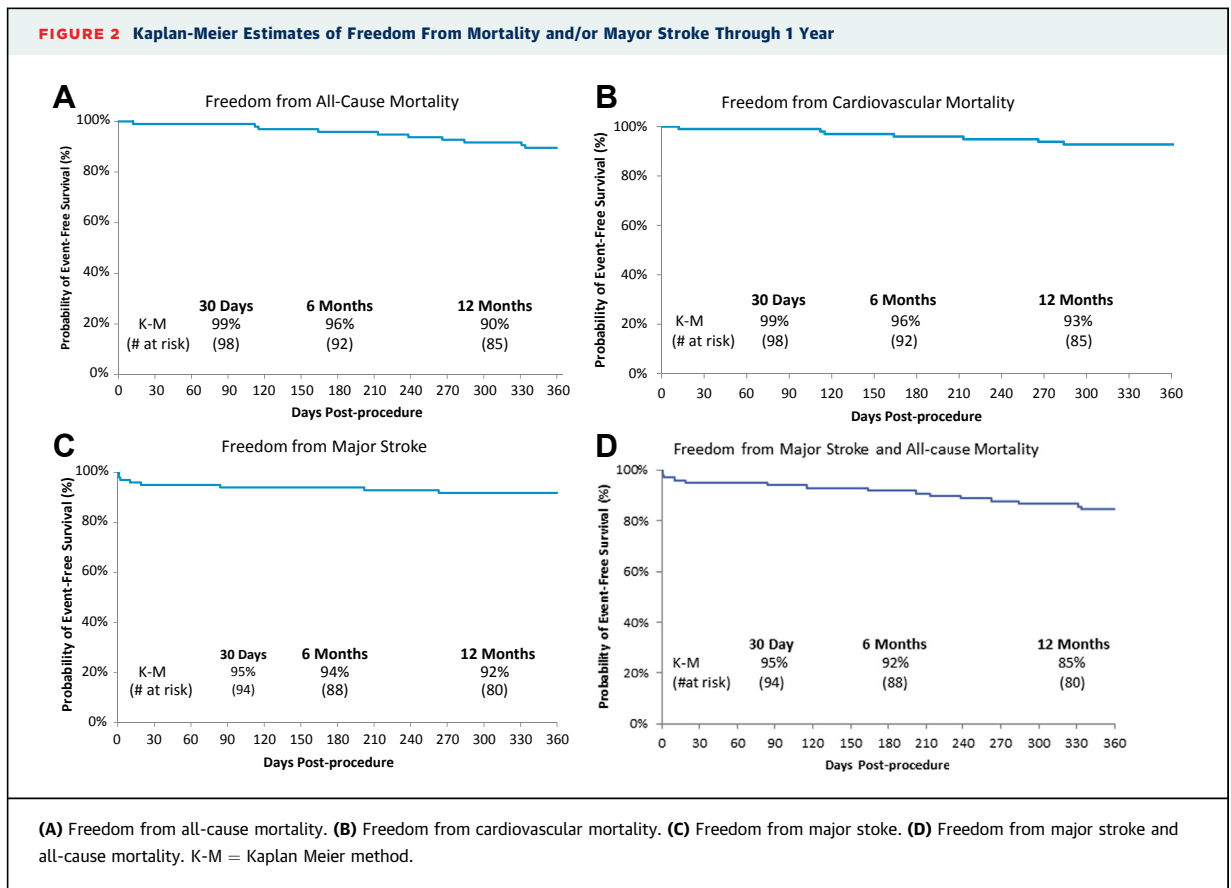 FIGURE 2 Kaplan-Meier Estimates of Freedom From Mortality and/or Mayor Stroke Through 1 Year
A
Freedom from All-Cause Mortality
Probability of Event-Free Survival (%)
100%
80%
60%
40%
20%
0%
30 Days 6 Months 12 Months
K-M 99% 96% 90%
(# at risk) (98) (92) (85)
0 30 60 90 120 150 180 210 240 270 300 330 360
Days Post-procedure
B
Freedom from Cardiovascular Mortality
Probability of Event-Free Survival (%)
100%
80%
60%
40%
20%
0%
30 Days 6 Months 12 Months
K-M 99% 96% 93%
(# at risk) (98) (92) (85)
0 30 60 90 120 150 180 210 240 270 300 330 360
Days Post-procedure
C
Freedom from Major Stroke
Probability of Event-Free Survival (%)
100%
80%
60%
40%
20%
0%
30 Days 6 Months 12 Months
K-M 95% 94% 92%
(# at risk) (94) (88) (80)
0 30 60 90 120 150 180 210 240 270 300 330 360
Days Post-procedure
D
Freedom from Major Stroke and All-cause Mortality
Probability of Event-Free Survival (%)
100%
80%
60%
40%
20%
0%
30 Day 6 Months 12 Months
K-M 95% 92% 85%
(#at risk) (94) (88) (80)
0 30 60 90 120 150 180 210 240 270 300 330 360
Days Post-procedure
(A) Freedom from all-cause mortality. (B) Freedom from cardiovascular mortality. (C) Freedom from major stoke. (D) Freedom from major stroke and
all-cause mortality. K-M = Kaplan Meier method.